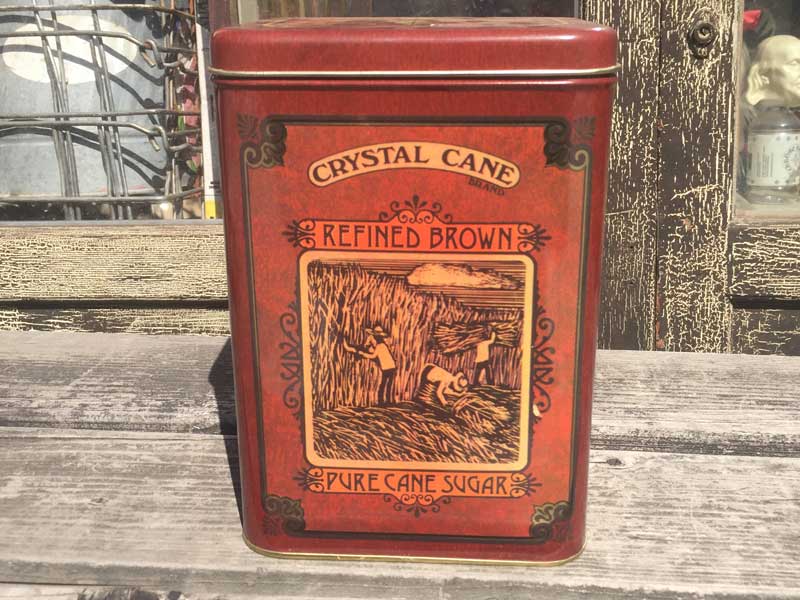 CRYSTAL CANE
BRAND
REFINED BROWN
PURE CANE SUGAR